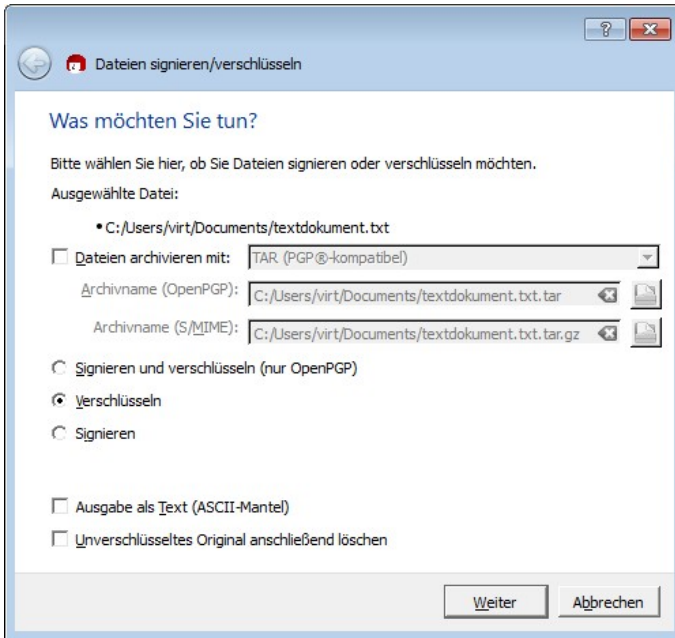 Dateien signieren/verschlüsseln
Was möchten Sie tun?
Bitte wählen Sie hier, ob Sie Dateien signieren oder verschlüsseln möchten.
Ausgewählte Datei:
• C:/Users/virt/Documents/textdokument.txt
Dateien archivieren mit: TAR (PGP®-kompatibel)
Archivname (OpenPGP): C:/Users/virt/Documents/textdokument.txt.tar
Archivname (S/MIME): C:/Users/virt/Documents/textdokument.txt.tar.gz
Signieren und verschlüsseln (nur OpenPGP)
Verschlüsseln
Signieren
Ausgabe als Text (ASCII-Mantel)
Unverschlüsseltes Original anschließend löschen
Weiter Abbrechen